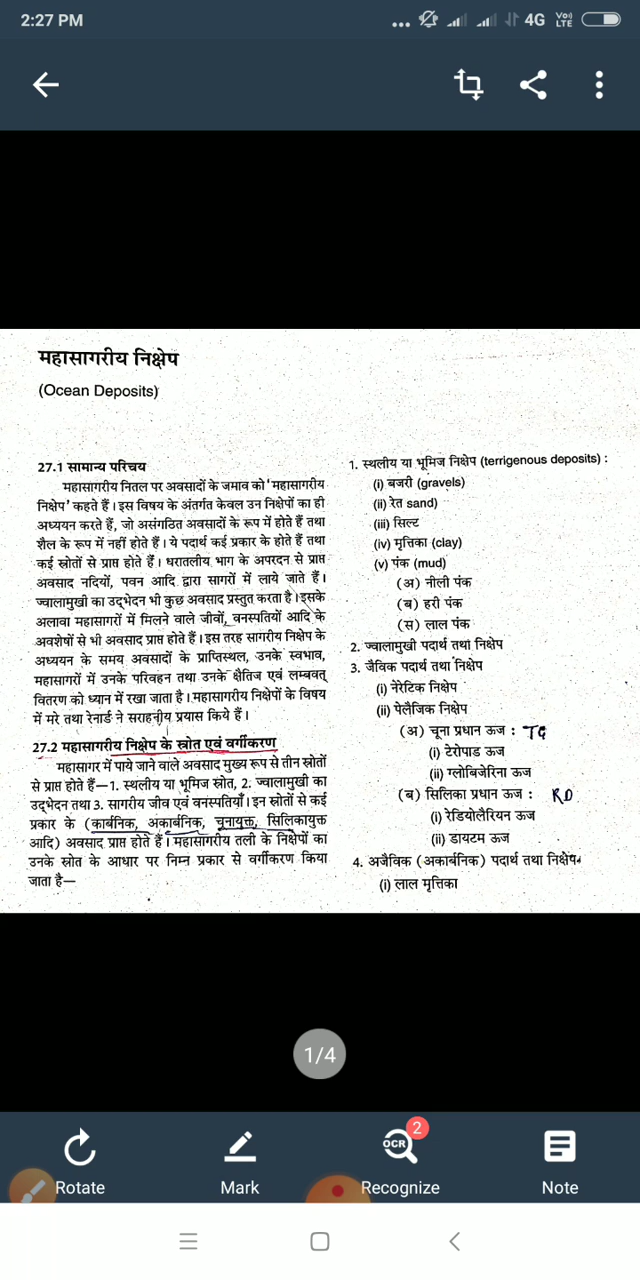 2:27 PM
... 4G Vo) LTE
महासागरीय निक्षेप
(Ocean Deposits)
27.1 सामान्य परिचय
महासागरीय नितल पर अवसादों के जमाव को 'महासागरीय
निक्षेप' कहते हैं। इस विषय के अंतर्गत केवल उन निक्षेपों का ही
अध्ययन करते हैं, जो असंगठित अवसादों के रूप में होते हैं तथा
शैल के रूप में नहीं होते हैं। ये पदार्थ कई प्रकार के होते हैं तथा
कई स्रोतों से प्राप्त होते हैं। धरातलीय भाग के अपरदन से प्राप्त
अवसाद नदियों, पवन आदि द्वारा सागरों में लाये जाते हैं।
ज्वालामुखी का उद्भेदन भी कुछ अवसाद प्रस्तुत करता है। इसके
अलावा महासागरों में मिलने वाले जीवों, वनस्पतियों आदि के
अवशेषों से भी अवसाद प्राप्त होते हैं। इस तरह सागरीय निक्षेप के
अध्ययन के समय अवसादों के प्राप्तिस्थल, उनके स्वभाव,
महासागरों में उनके परिवहन तथा उनके क्षैतिज एवं लम्बवत्
वितरण को ध्यान में रखा जाता है। महासागरीय निक्षेपों के विषय
में मरे तथा रेनार्ड ने सराहनीय प्रयास किये हैं।
27.2 महासागरीय निक्षेप के स्रोत एवं वर्गीकरण
महासागर में पाये जाने वाले अवसाद मुख्य रूप से तीन स्रोतों
से प्राप्त होते हैं—1. स्थलीय या भूमिज स्रोत, 2. ज्वालामुखी का
उद्भेदन तथा 3. सागरीय जीव एवं वनस्पतियाँ। इन स्रोतों से कई
प्रकार के (कार्बनिक, अकार्बनिक, चूनायुक्त, सिलिकायुक्त
आदि) अवसाद प्राप्त होते हैं। महासागरीय तली के निक्षेपों का
उनके स्रोत के आधार पर निम्न प्रकार से वर्गीकरण किया
जाता है—
1. स्थलीय या भूमिज निक्षेप (terrigenous deposits) :
(i) बजरी (gravels)
(ii) रेत sand)
(iii) सिल्ट
(iv) मृत्तिका (clay)
(v) पंक (mud)
(अ) नीली पंक
(ब) हरी पंक
(स) लाल पंक
2. ज्वालामुखी पदार्थ तथा निक्षेप
3. जैविक पदार्थ तथा निक्षेप
(i) नेरेटिक निक्षेप
(ii) पेलैजिक निक्षेप
(अ) चूना प्रधान ऊज : TG
(i) टेरोपाड ऊज
(ii) ग्लोबिजेरिना ऊज
(ब) सिलिका प्रधान ऊज : RD
(i) रेडियोलैरियन ऊज
(ii) डायटम ऊज
4. अजैविक (अकार्बनिक) पदार्थ तथा निक्षेप
(i) लाल मृत्तिका
1/4
OCR 2
Rotate Mark Recognize Note